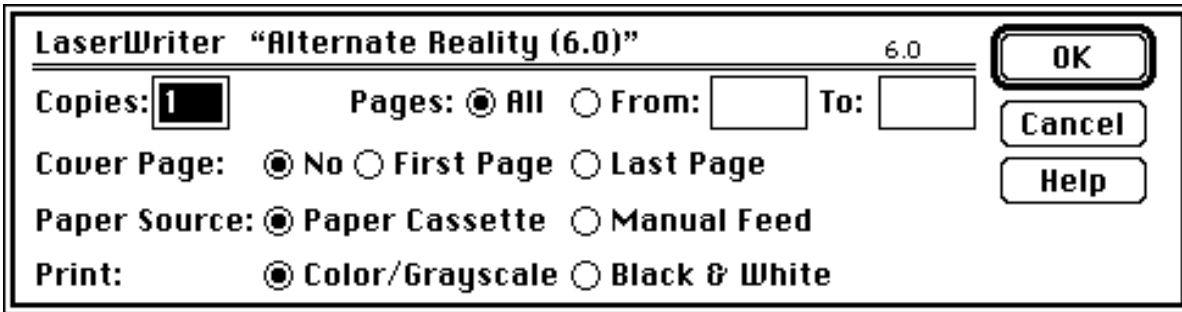 LaserWriter “Alternate Reality (6.0)” 6.0 OK
Copies: 1 Pages: All From: To:
Cancel
Cover Page: No First Page Last Page
Help
Paper Source: Paper Cassette Manual Feed
Print: Color/Grayscale Black & White